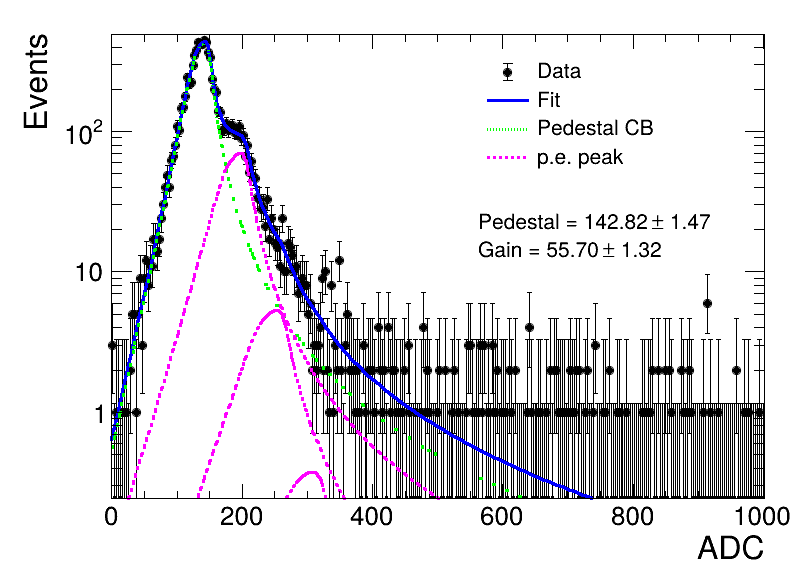 Events
10²
10
1
Data
Fit
Pedestal CB
p.e. peak
Pedestal = 142.82 ± 1.47
Gain = 55.70 ± 1.32
0 200 400 600 800 1000
ADC